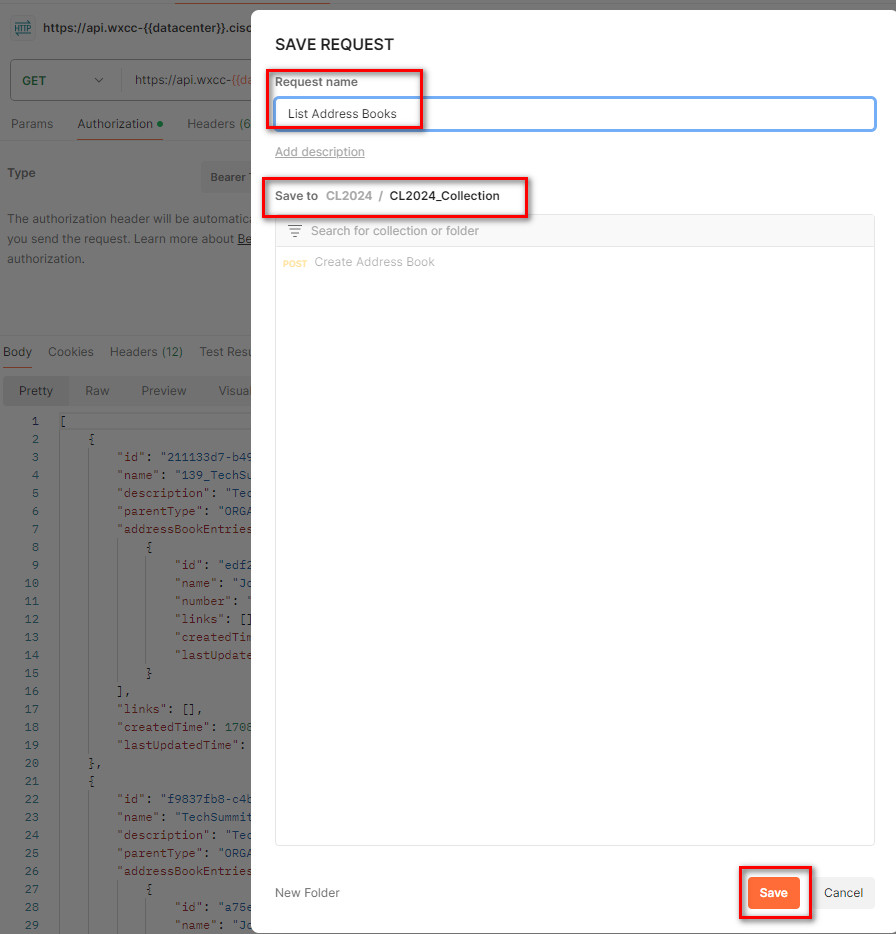 HTTP https://api.wxcc-{{datacenter}}.cisc
GET https://api.wxcc-{{da
Params Authorization Headers (6
Type Bearer
The authorization header will be automatica
you send the request. Learn more about Be
authorization.
Body Cookies Headers (12) Test Resu
Pretty Raw Preview Visual
1 [
2 {
3 "id": "211133d7-b49
4 "name": "139_TechSu
5 "description": "Tec
6 "parentType": "ORGA
7 "addressBookEntries
8 {
9 "id": "edf2
10 "name": "Jo
11 "number": "
12 "links": []
13 "createdTim
14 "lastUpdate
15 }
16 ],
17 "links": [],
18 "createdTime": 1708
19 "lastUpdatedTime":
20 },
21 {
22 "id": "f9837fb8-c4b
23 "name": "TechSummit
24 "description": "Tec
25 "parentType": "ORGA
26 "addressBookEntries
27 {
28 "id": "a75e
29 "name": "Jo
SAVE REQUEST
Request name
List Address Books
Add description
Save to CL2024 / CL2024_Collection
Search for collection or folder
POST Create Address Book
New Folder Save Cancel